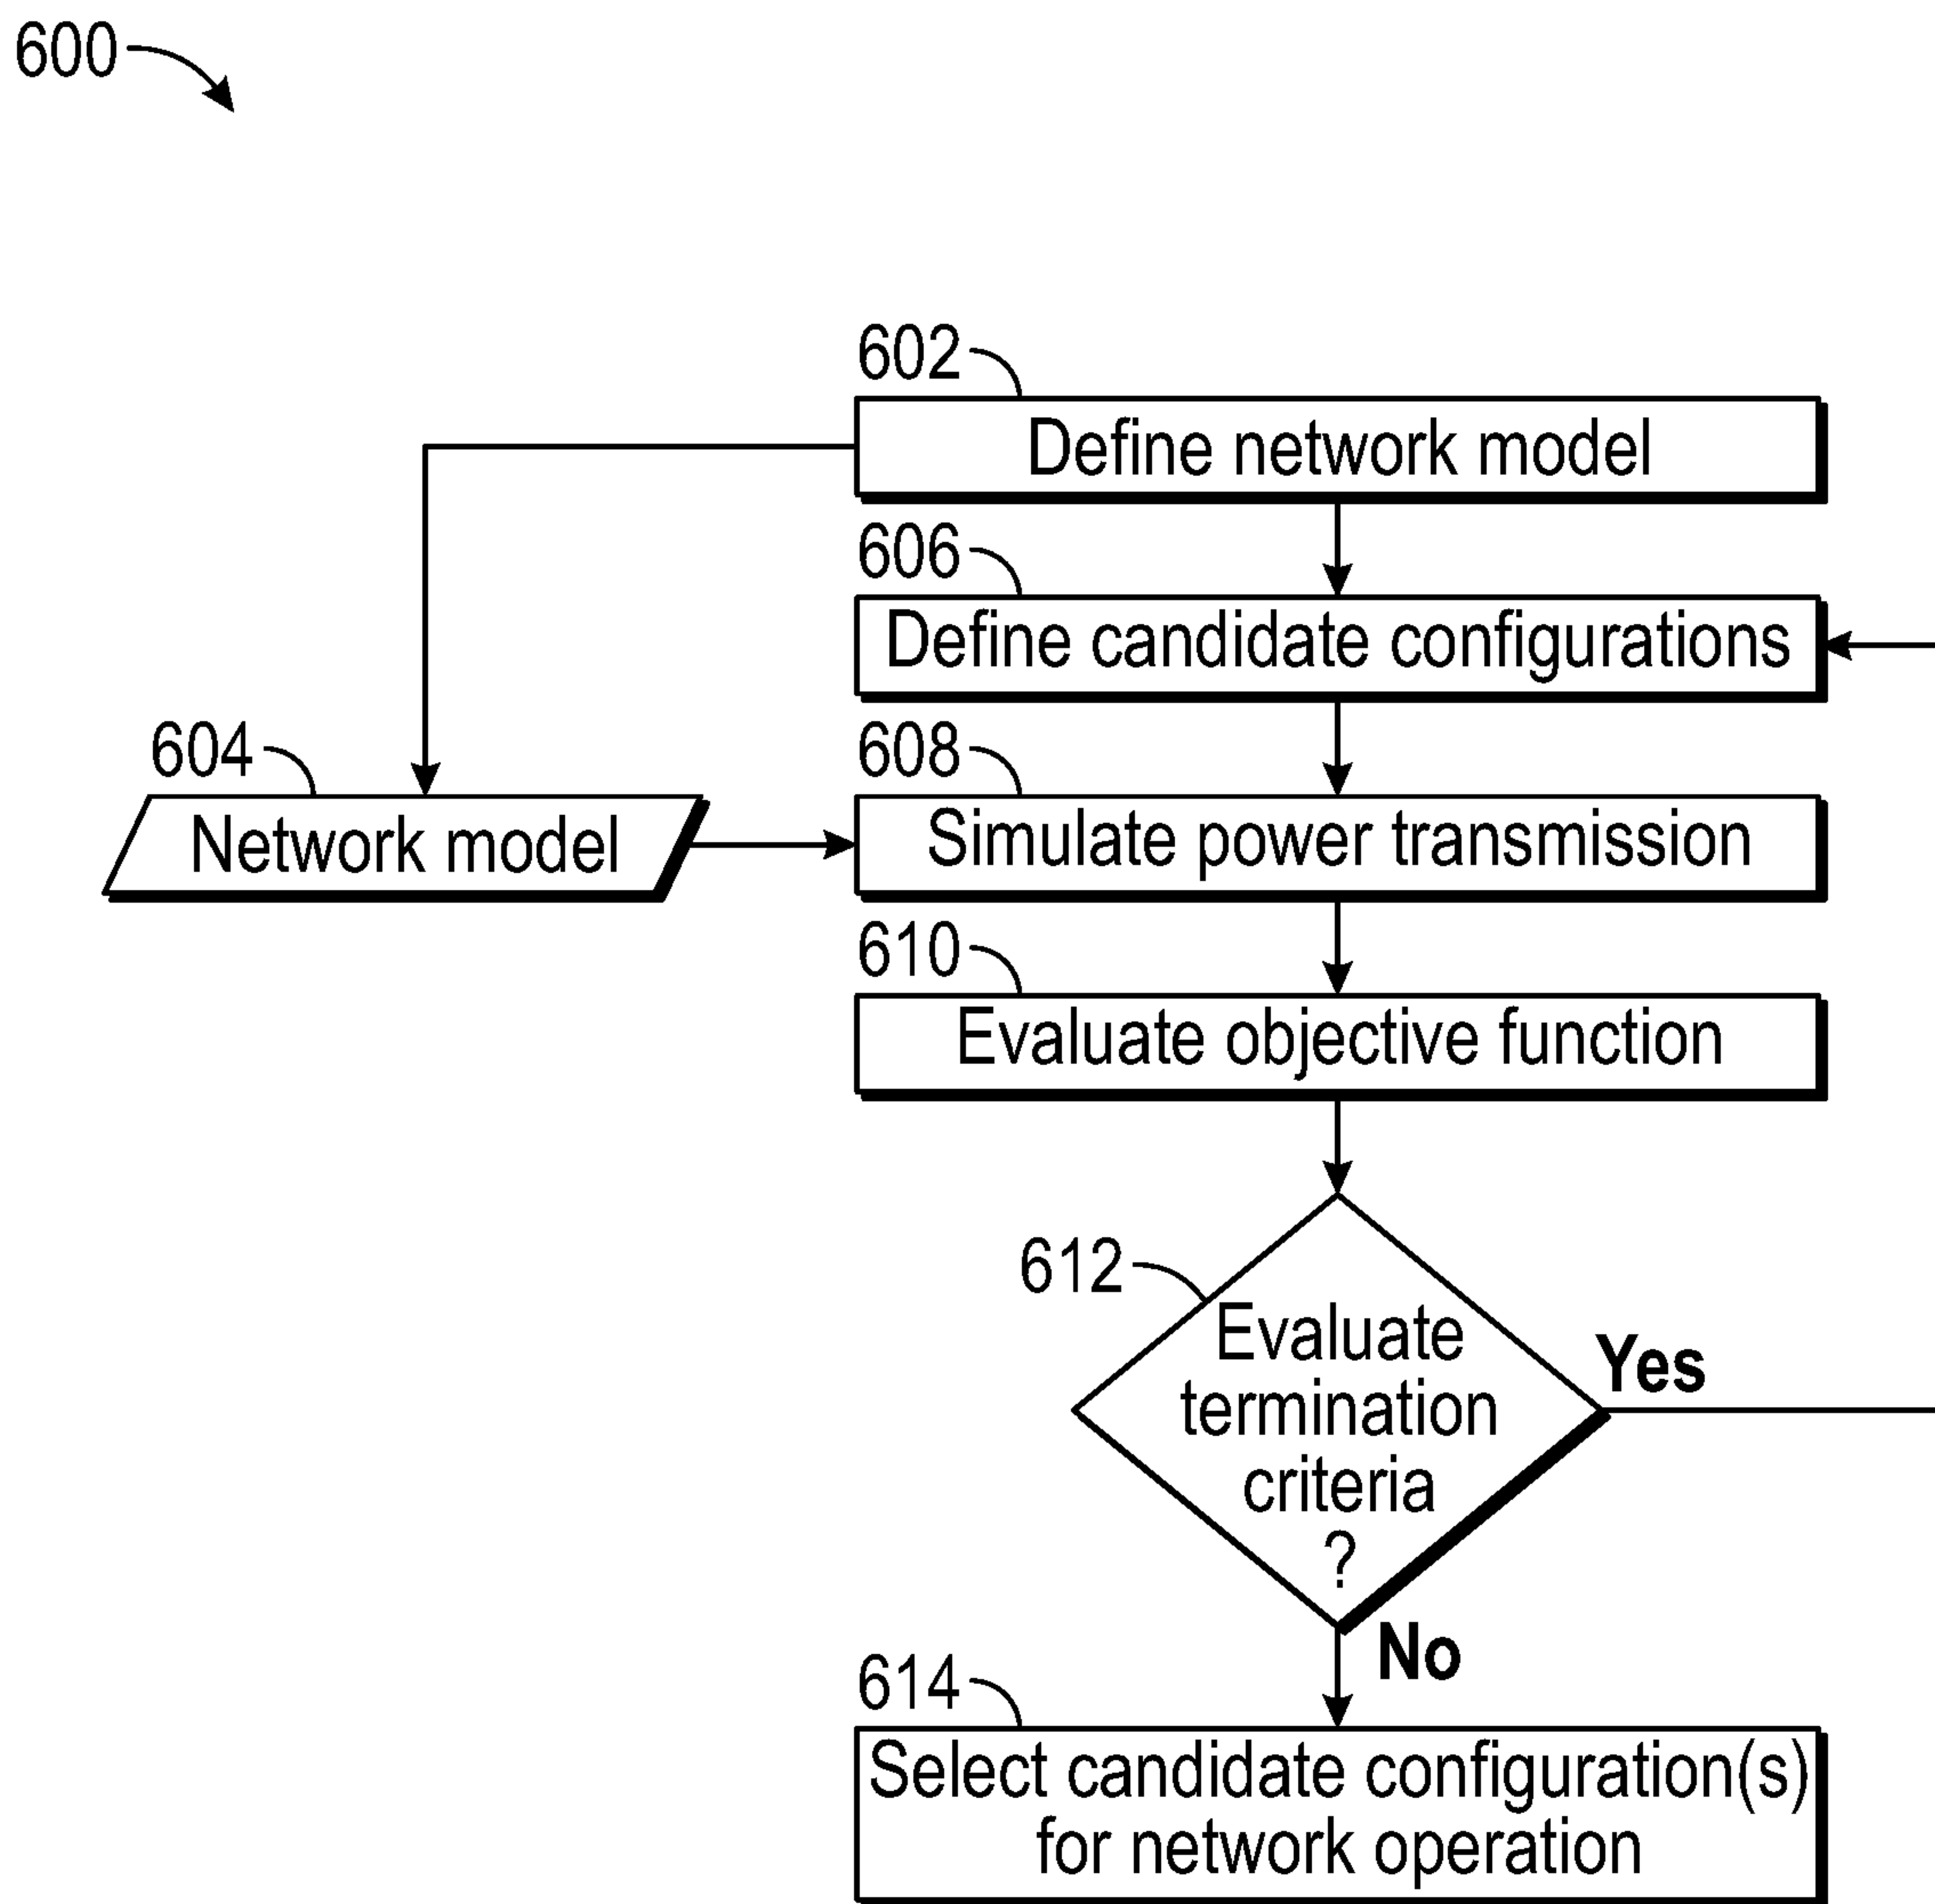 600
602
Define network model
606
Define candidate configurations
604
Network model
608
Simulate power transmission
610
Evaluate objective function
612
Evaluate
termination
criteria
?
Yes
No
614
Select candidate configuration(s)
for network operation